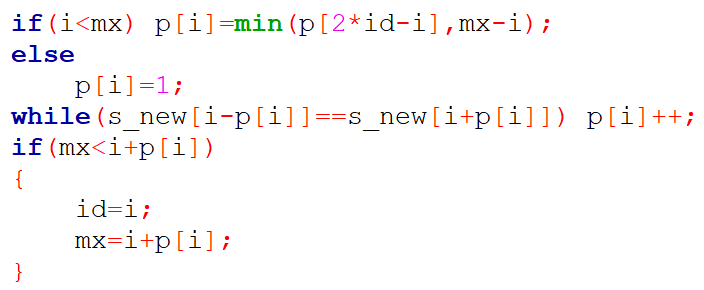 if(i<mx) p[i]=min(p[2*id-i],mx-i);
else
    p[i]=1;
while(s_new[i-p[i]]==s_new[i+p[i]]) p[i]++;
if(mx<i+p[i])
{
    id=i;
    mx=i+p[i];
}